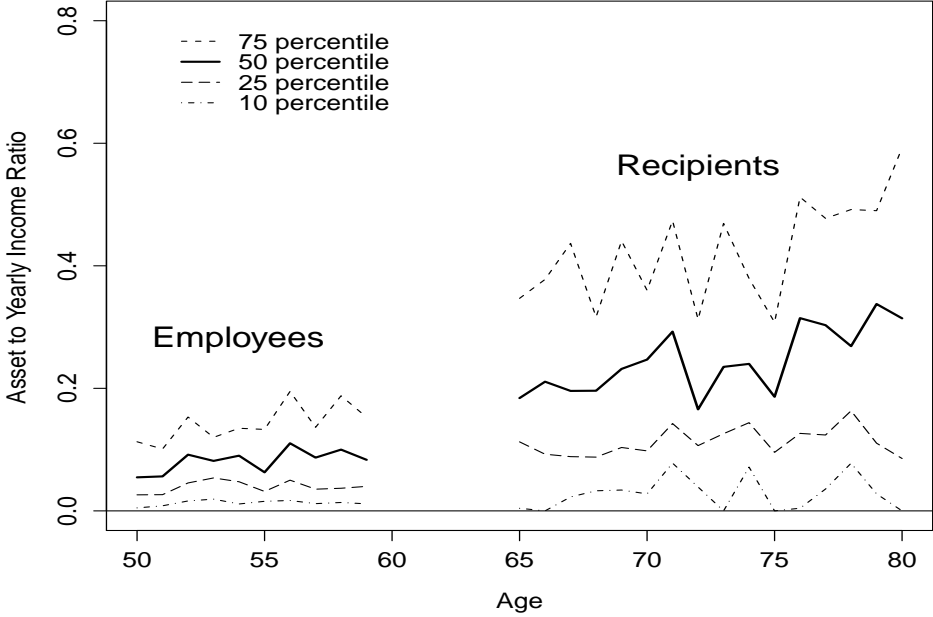 0.8
75 percentile
50 percentile
25 percentile
10 percentile
0.6
Recipients
Asset to Yearly Income Ratio
0.4
Employees
0.2
0.0
50 55 60 65 70 75 80
Age